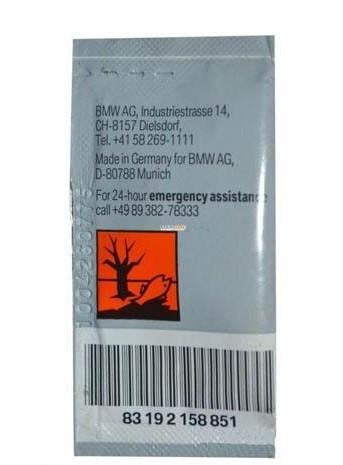 BMW AG, Industriestrasse 14,
CH-8157 Dielsdorf,
Tel. +41 58 269-1111
Made in Germany for BMW AG,
D-80788 Munich
For 24-hour emergency assistance
call +49 89 382-78333
83 19 2 158 851